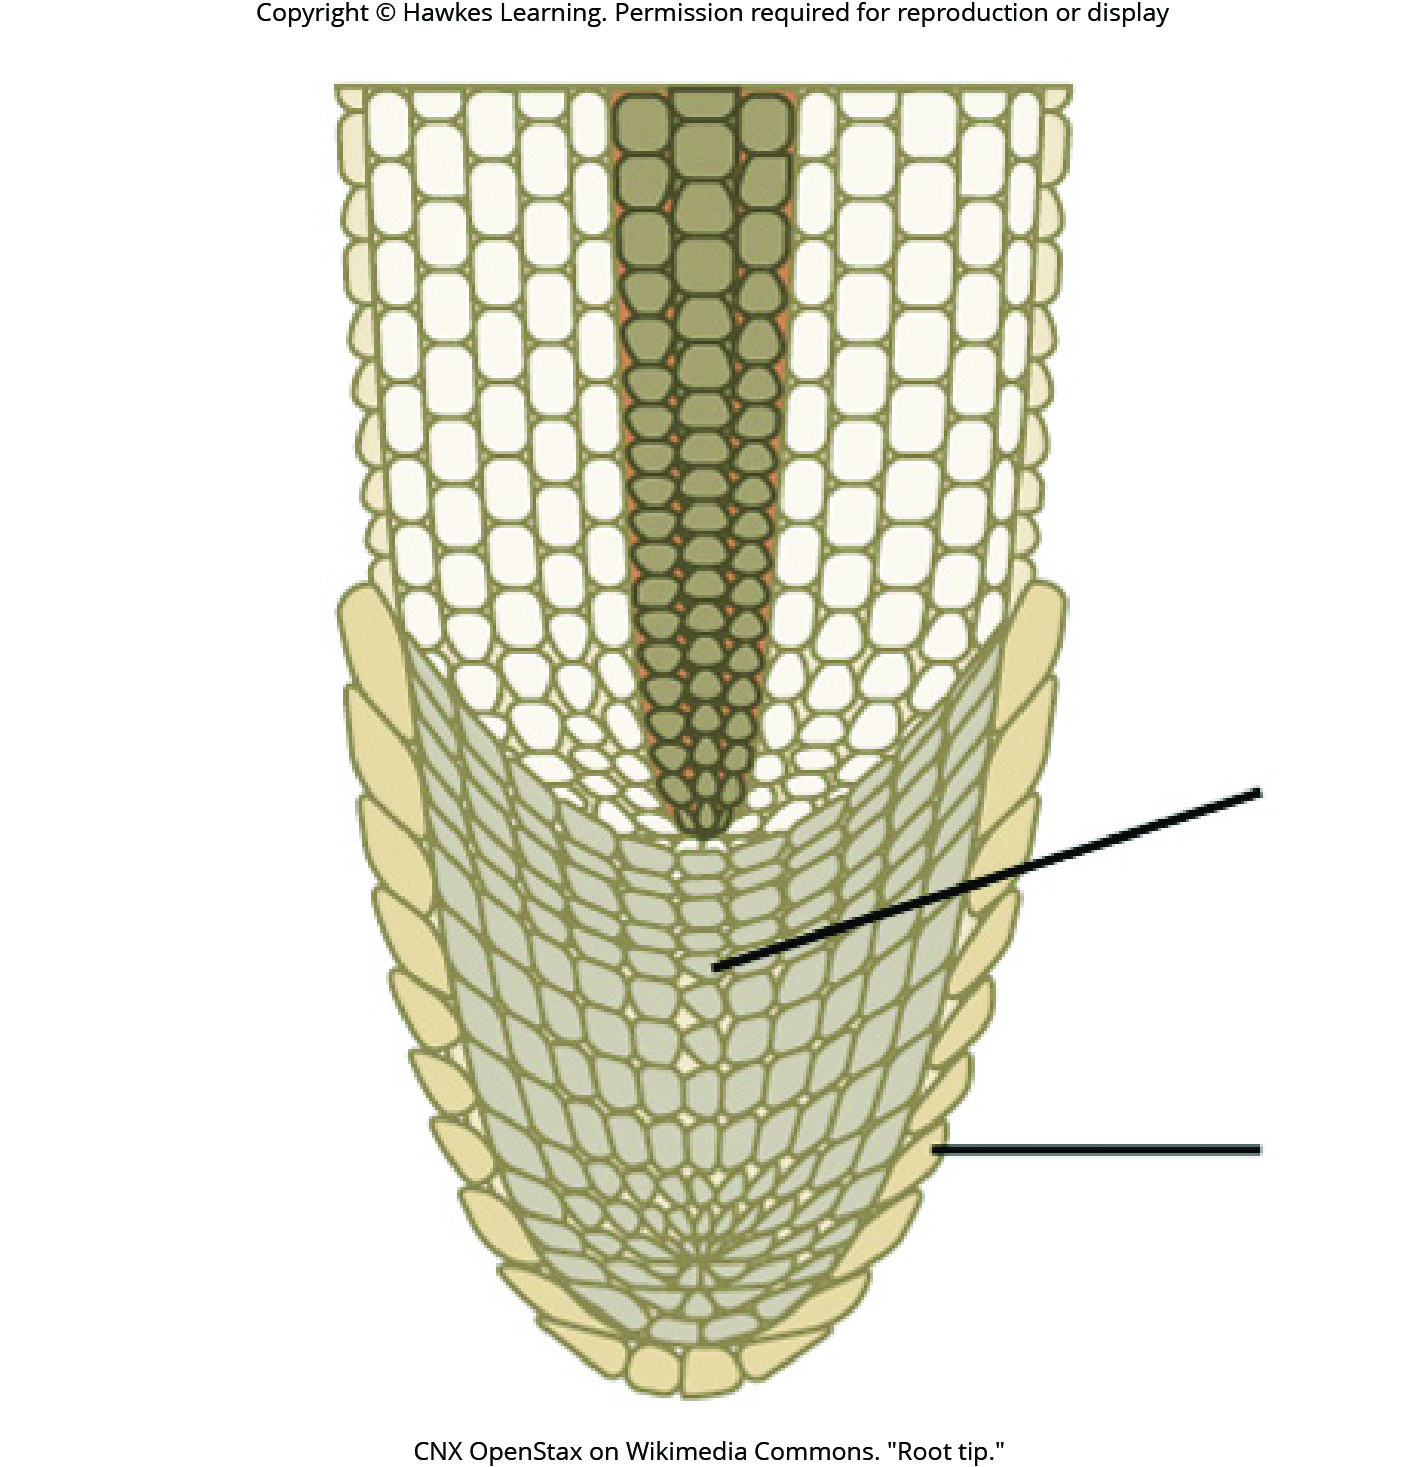 Copyright © Hawkes Learning. Permission required for reproduction or display
CNX OpenStax on Wikimedia Commons. "Root tip."